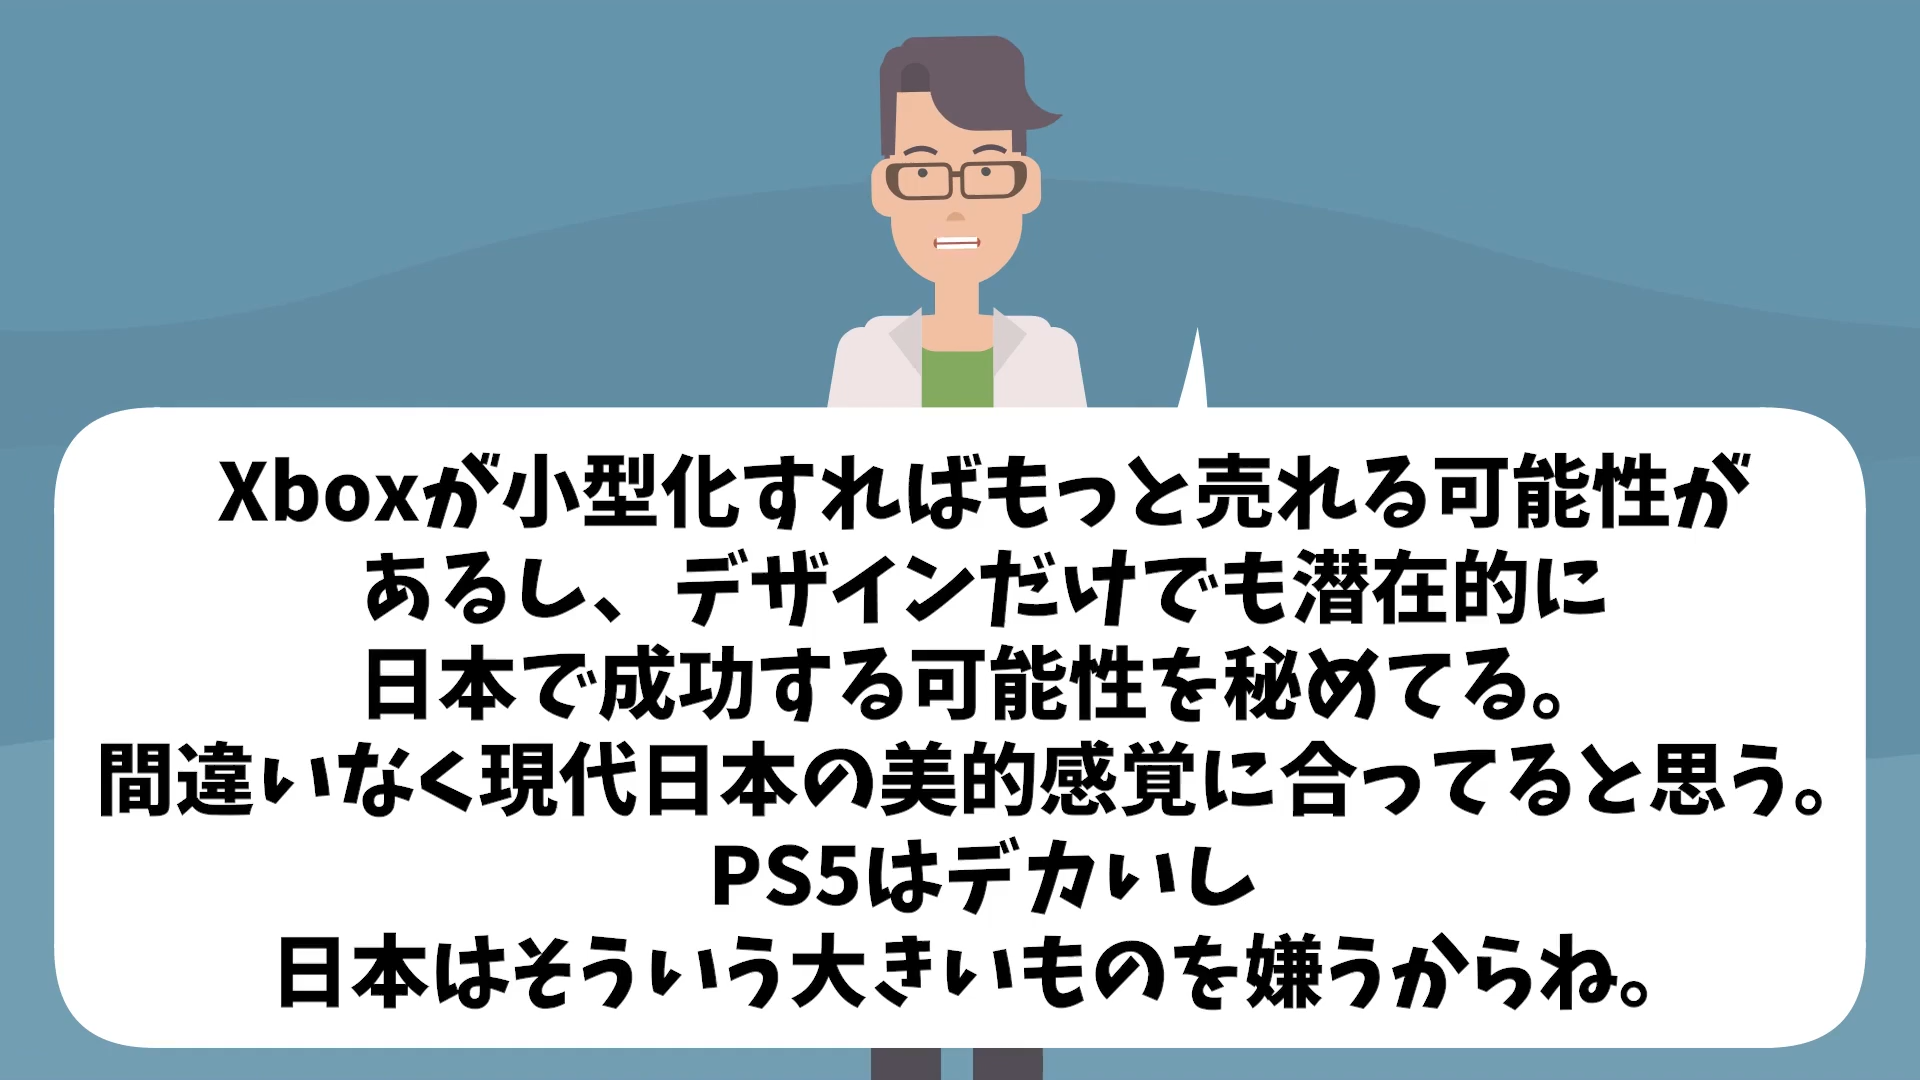 Xboxが小型化すればもっと売れる可能性が
あるし、デザインだけでも潜在的に
日本で成功する可能性を秘めてる。
間違いなく現代日本の美的感覚に合ってると思う。
PS5はデカいし
日本はそういう大きいものを嫌うからね。